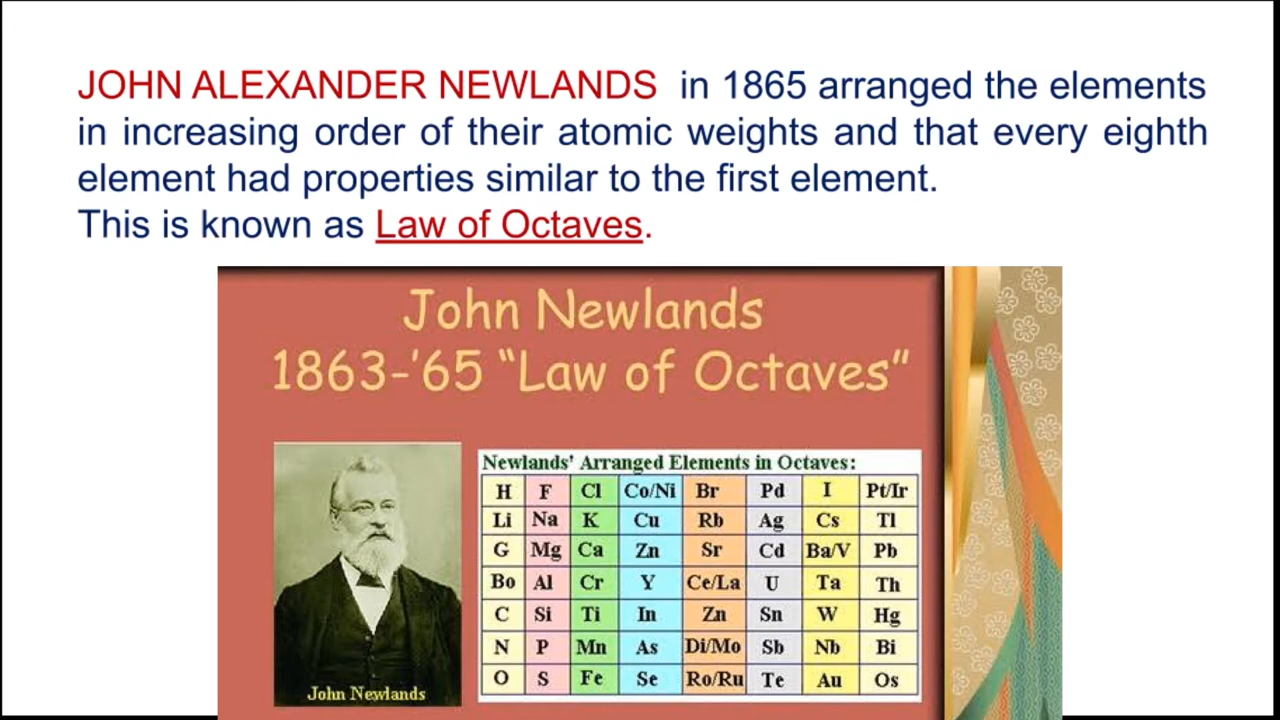 JOHN ALEXANDER NEWLANDS in 1865 arranged the elements
in increasing order of their atomic weights and that every eighth
element had properties similar to the first element.
This is known as Law of Octaves.
John Newlands
1863-'65 “Law of Octaves”
Newlands' Arranged Elements in Octaves:
H F Cl Co/Ni Br Pd I Pt/Ir
Li Na K Cu Rb Ag Cs Tl
G Mg Ca Zn Sr Cd Ba/V Pb
Bo Al Cr Y Ce/La U Ta Th
C Si Ti In Zn Sn W Hg
N P Mn As Di/Mo Sb Nb Bi
O S Fe Se Ro/Ru Te Au Os
John Newlands